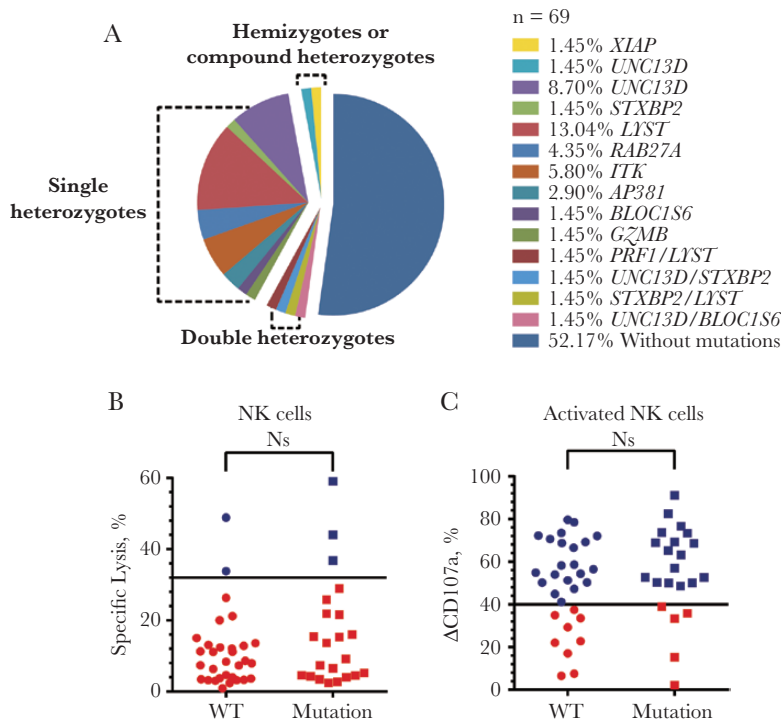 A
Hemizygotes or
compound heterozygotes
Single
heterozygotes
Double heterozygotes
n = 69
1.45% XIAP
1.45% UNC13D
8.70% UNC13D
1.45% STXBP2
13.04% LYST
4.35% RAB27A
5.80% ITK
2.90% AP381
1.45% BLOC1S6
1.45% GZMB
1.45% PRF1/LYST
1.45% UNC13D/STXBP2
1.45% STXBP2/LYST
1.45% UNC13D/BLOC1S6
52.17% Without mutations
B
NK cells
Ns
Specific Lysis, %
60
40
20
0
WT Mutation
C
Activated NK cells
Ns
ΔCD107a, %
100
80
60
40
20
0
WT Mutation